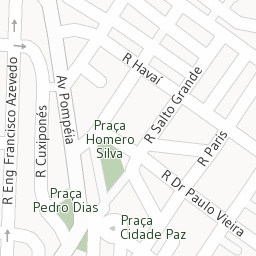 R Havaí
R Salto Grande
Av Pompéia
R Eng Francisco Azevedo
R Cuxiponés
Praça
Homero
Silva
R Paris
R Dr Paulo Vieira
Praça
Pedro Dias
Praça
Cidade Paz